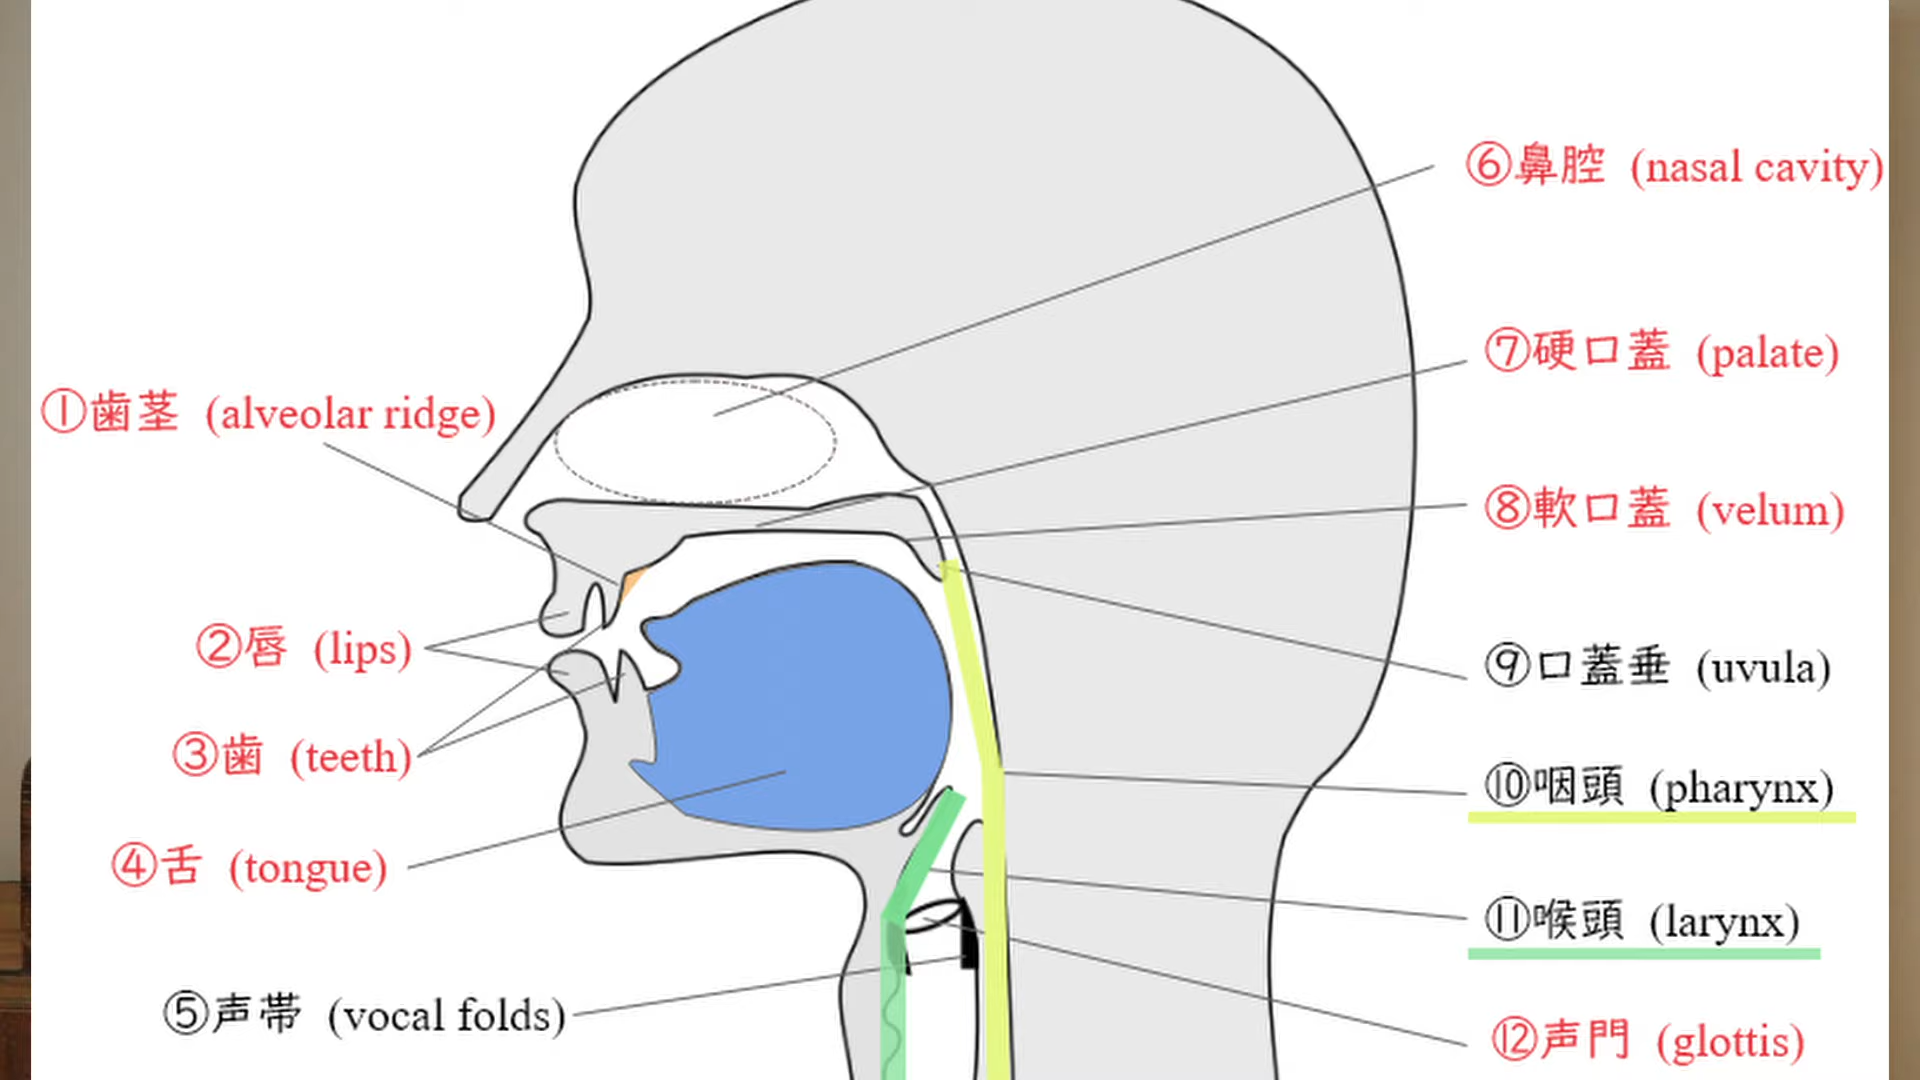 ①歯茎 (alveolar ridge)
②唇 (lips)
③歯 (teeth)
④舌 (tongue)
⑤声帯 (vocal folds)
⑥鼻腔 (nasal cavity)
⑦硬口蓋 (palate)
⑧軟口蓋 (velum)
⑨口蓋垂 (uvula)
⑩咽頭 (pharynx)
⑪喉頭 (larynx)
⑫声門 (glottis)